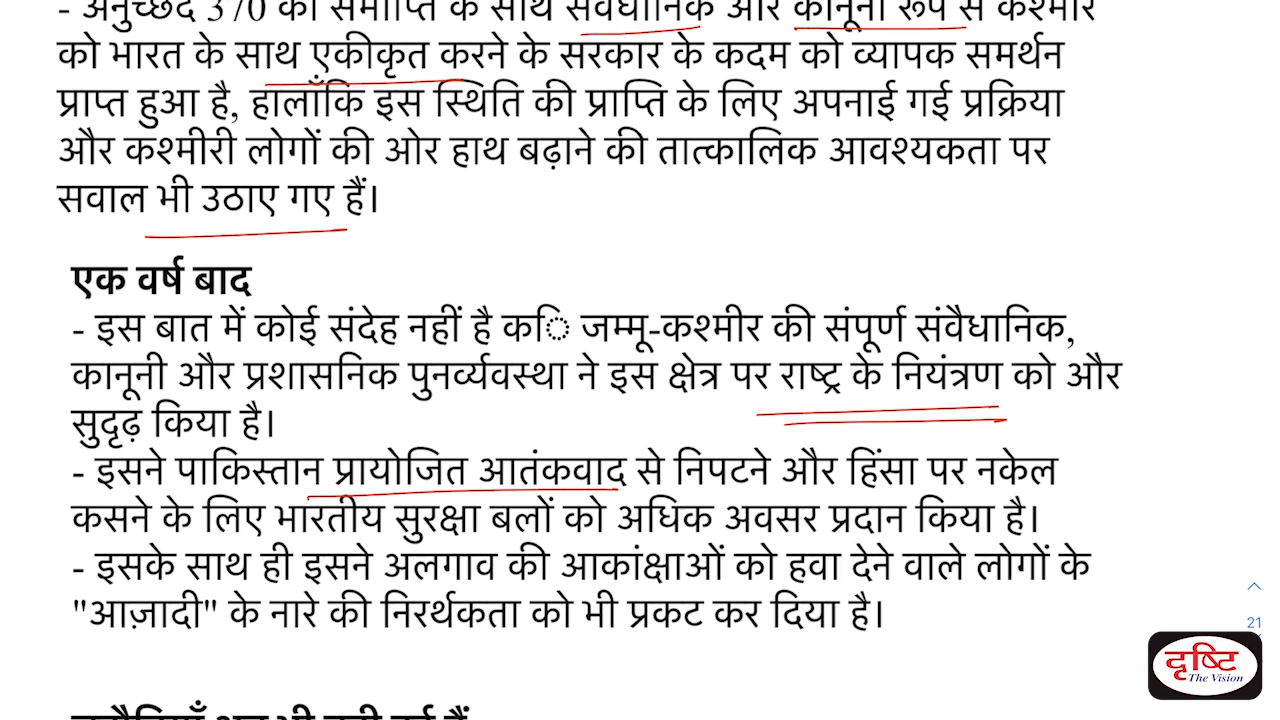 - अनुच्छेद 370 की समाप्ति के साथ संवैधानिक और कानूनी रूप से कश्मीर
को भारत के साथ एकीकृत करने के सरकार के कदम को व्यापक समर्थन
प्राप्त हुआ है, हालाँकि इस स्थिति की प्राप्ति के लिए अपनाई गई प्रक्रिया
और कश्मीरी लोगों की ओर हाथ बढ़ाने की तात्कालिक आवश्यकता पर
सवाल भी उठाए गए हैं।
एक वर्ष बाद
- इस बात में कोई संदेह नहीं है कि जम्मू-कश्मीर की संपूर्ण संवैधानिक,
कानूनी और प्रशासनिक पुनर्व्यवस्था ने इस क्षेत्र पर राष्ट्र के नियंत्रण को और
सुदृढ़ किया है।
- इसने पाकिस्तान प्रायोजित आतंकवाद से निपटने और हिंसा पर नकेल
कसने के लिए भारतीय सुरक्षा बलों को अधिक अवसर प्रदान किया है।
- इसके साथ ही इसने अलगाव की आकांक्षाओं को हवा देने वाले लोगों के
"आज़ादी" के नारे की निरर्थकता को भी प्रकट कर दिया है।
21
दृष्टि
The Vision